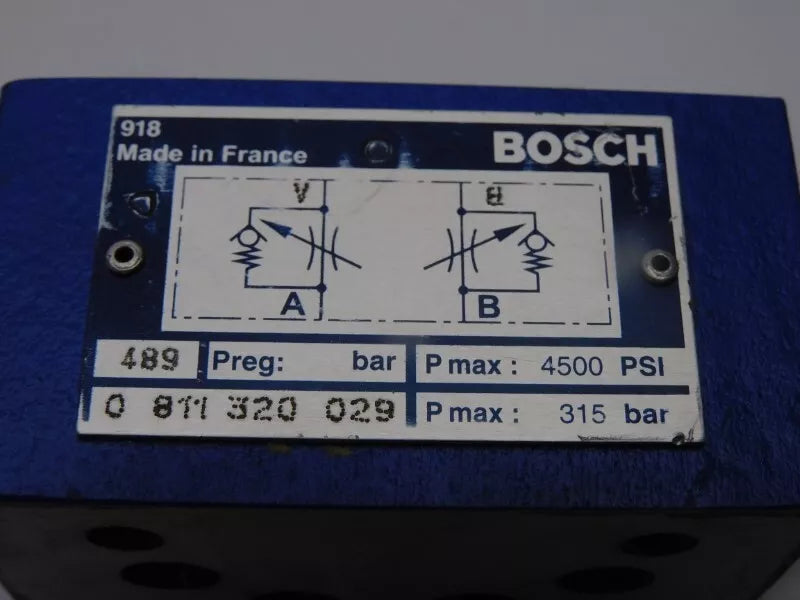 918
Made in France
BOSCH
A B
A B
489 Preg: bar P max: 4500 PSI
0 811 320 029 P max: 315 bar